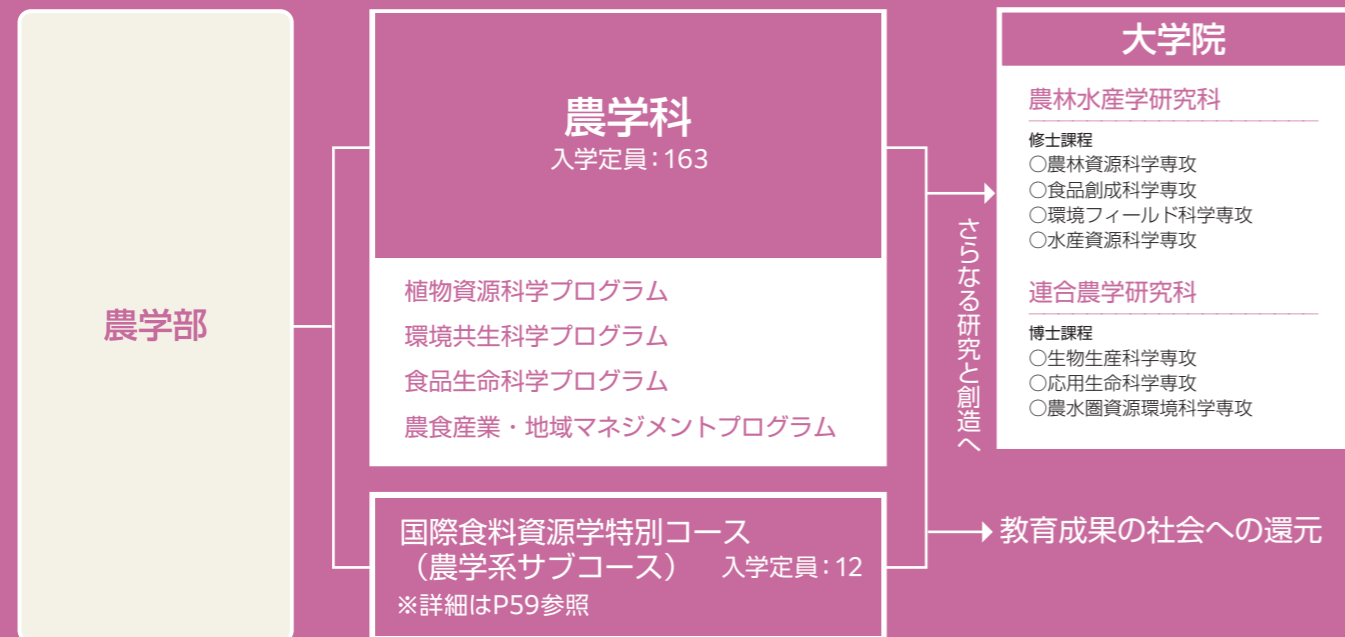 農学部
農学科
入学定員：163
植物資源科学プログラム
環境共生科学プログラム
食品生命科学プログラム
農食産業・地域マネジメントプログラム
国際食料資源学特別コース
（農学系サブコース）　入学定員：12
※詳細はP59参照
さらなる研究と創造へ
大学院
農林水産学研究科
修士課程
○農林資源科学専攻
○食品創成科学専攻
○環境フィールド科学専攻
○水産資源科学専攻
連合農学研究科
博士課程
○生物生産科学専攻
○応用生命科学専攻
○農水圏資源環境科学専攻
教育成果の社会への還元